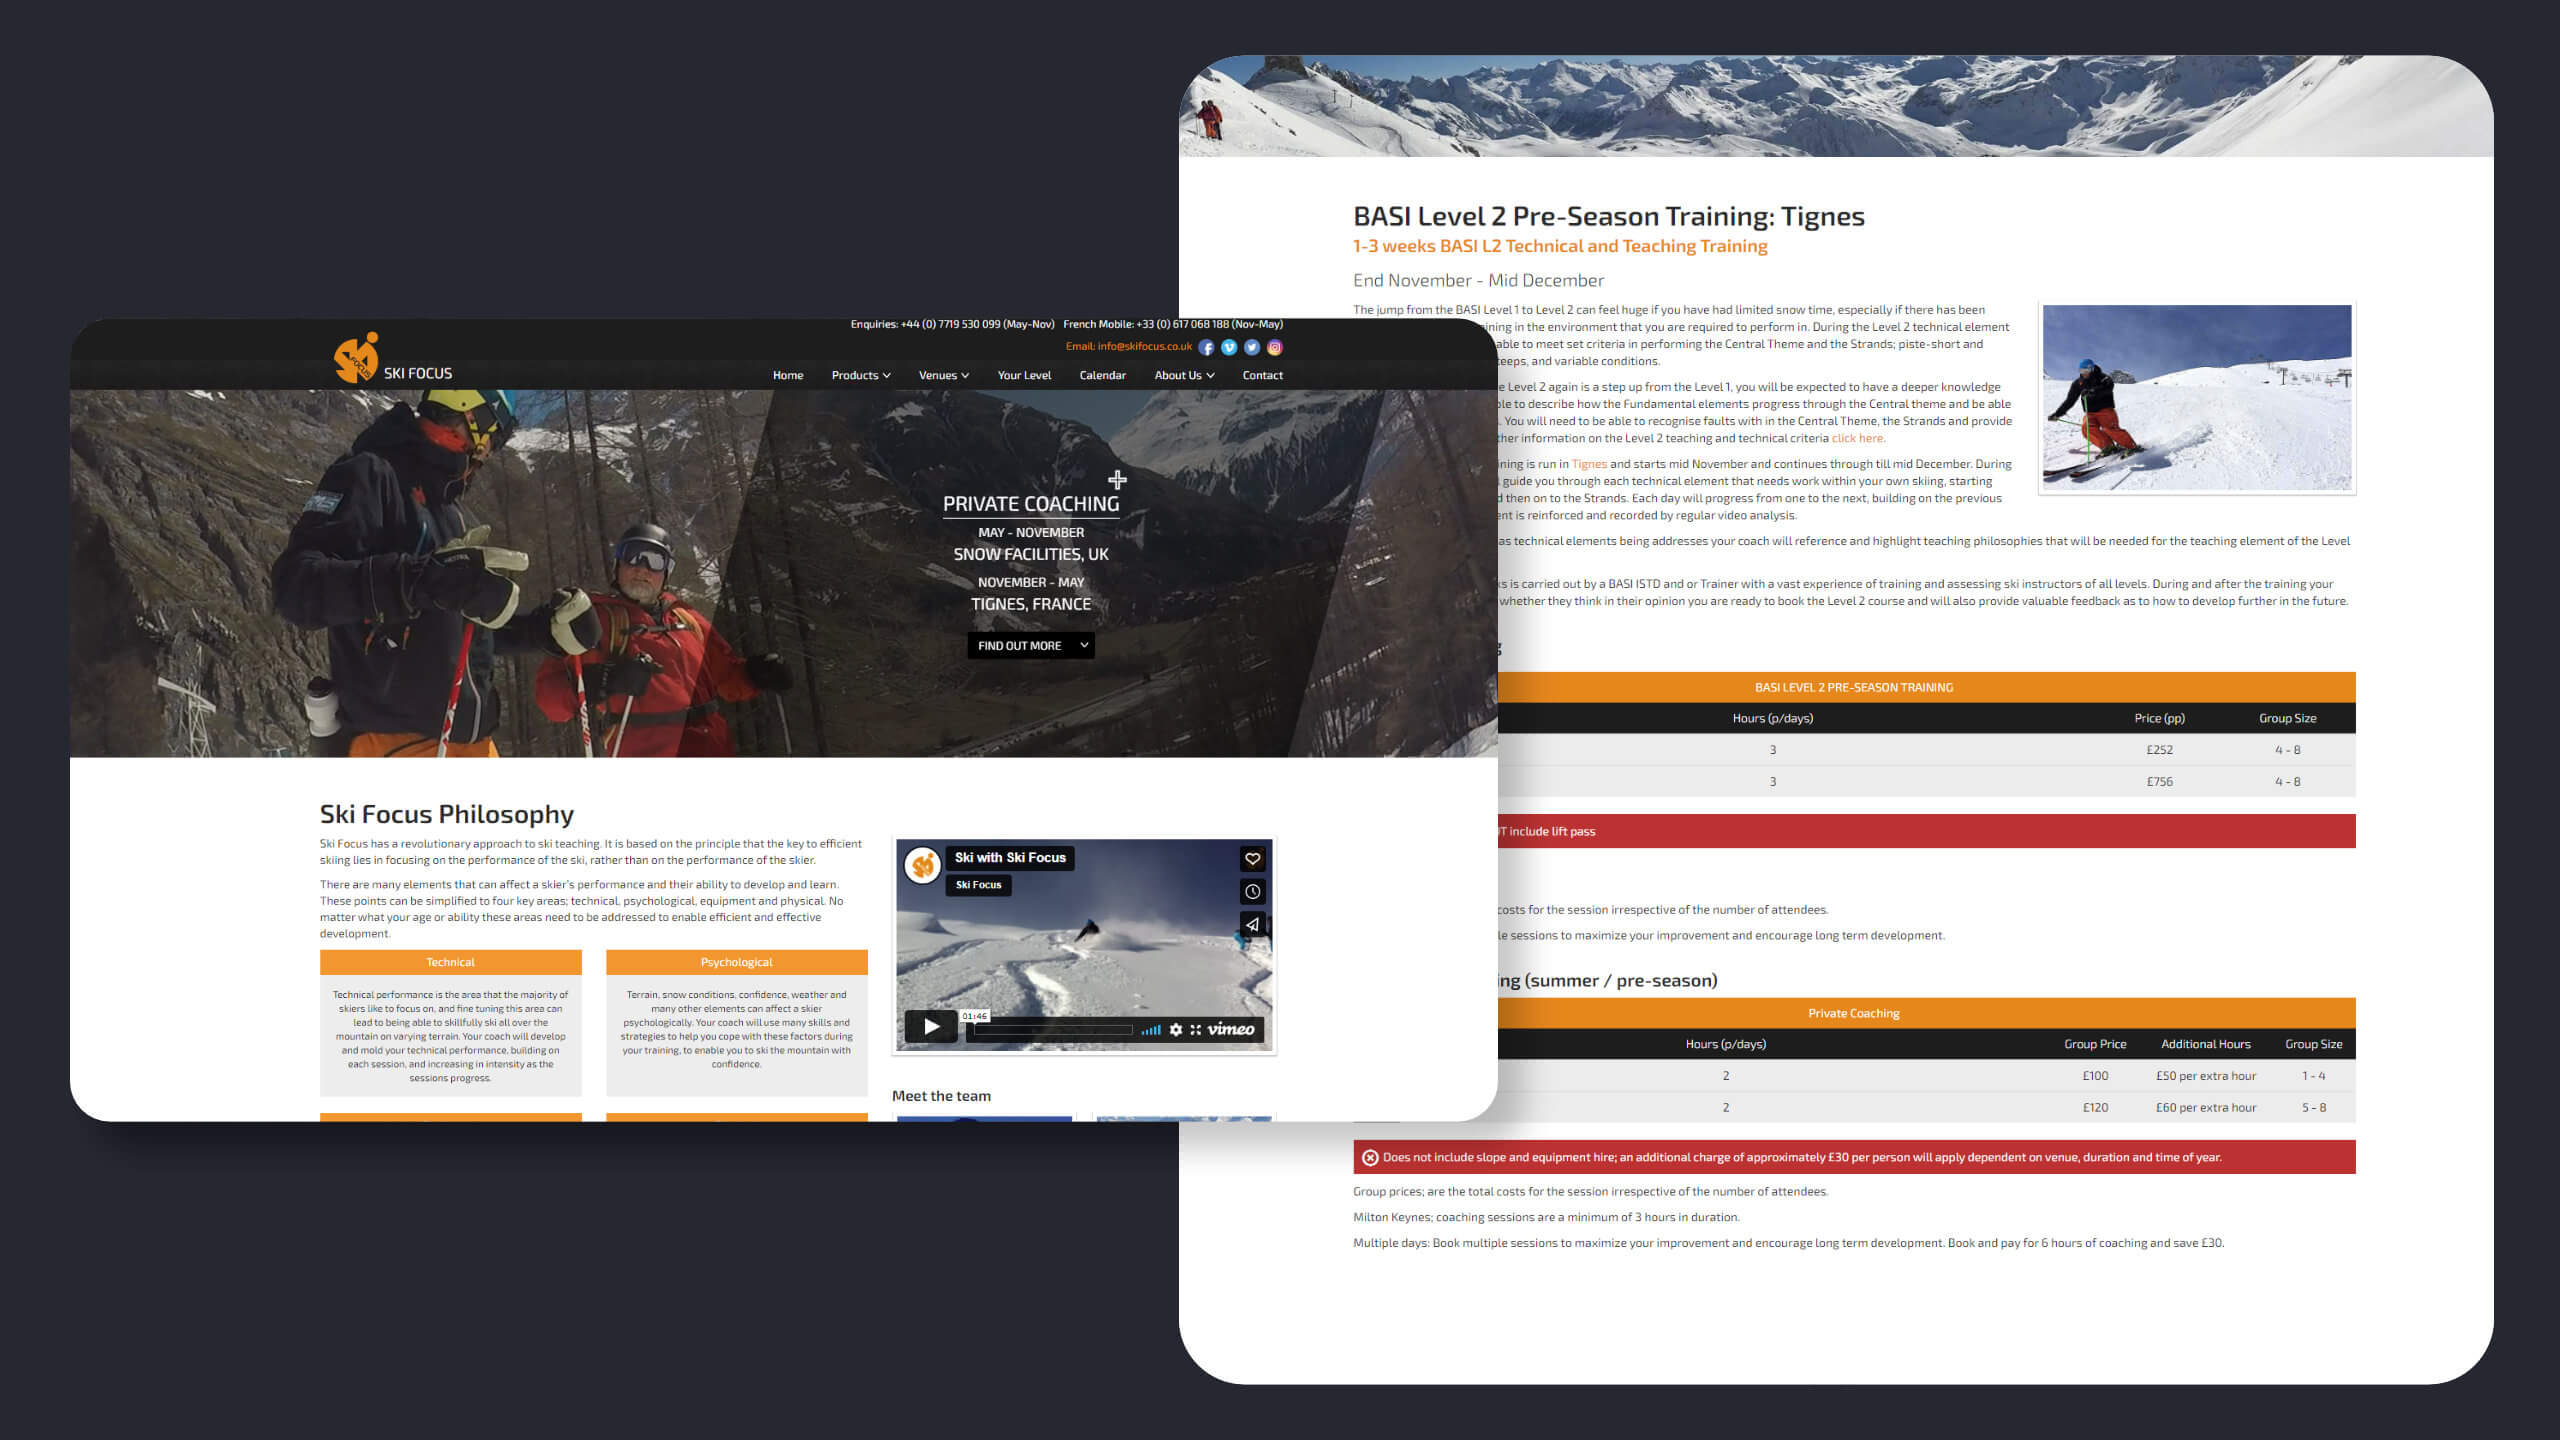 Enquiries: +44 (0) 7719 530 099 (May-Nov) French Mobile: +33 (0) 617 068 188 (Nov-May)
Email: info@skifocus.co.uk
SKI FOCUS
Home Products Venues Your Level Calendar About Us Contact
PRIVATE COACHING
MAY - NOVEMBER
SNOW FACILITIES, UK
NOVEMBER - MAY
TIGNES, FRANCE
FIND OUT MORE
Ski Focus Philosophy
Ski Focus has a revolutionary approach to ski teaching. It is based on the principle that the key to efficient
skiing lies in focusing on the performance of the ski, rather than on the performance of the skier.
There are many elements that can affect a skier's performance and their ability to develop and learn.
These points can be simplified to four key areas; technical, psychological, equipment and physical. No
matter what your age or ability these areas need to be addressed to enable efficient and effective
development.
Technical
Technical performance is the area that the majority of
skiers like to focus on, and fine tuning this area can
lead to being able to skillfully ski all over the
mountain on varying terrain. Your coach will develop
and mold your technical performance, building on
each session, and increasing in intensity as the
sessions progress.
Psychological
Terrain, snow conditions, confidence, weather and
many other elements can affect a skier
psychologically. Your coach will use many skills and
strategies to help you cope with these factors during
your training, to enable you to ski the mountain with
confidence.
Ski with Ski Focus
Ski Focus
01:46
vimeo
Meet the team
BASI Level 2 Pre-Season Training: Tignes
1-3 weeks BASI L2 Technical and Teaching Training
End November - Mid December
The jump from the BASI Level 1 to Level 2 can feel huge if you have had limited snow time, especially if there has been
ining in the environment that you are required to perform in. During the Level 2 technical element
able to meet set criteria in performing the Central Theme and the Strands; piste-short and
eeps, and variable conditions.
e Level 2 again is a step up from the Level 1, you will be expected to have a deeper knowledge
le to describe how the Fundamental elements progress through the Central theme and be able
. You will need to be able to recognise faults with in the Central Theme, the Strands and provide
her information on the Level 2 teaching and technical criteria click here.
ning is run in Tignes and starts mid November and continues through till mid December. During
l guide you through each technical element that needs work within your own skiing, starting
d then on to the Strands. Each day will progress from one to the next, building on the previous
ent is reinforced and recorded by regular video analysis.
as technical elements being addresses your coach will reference and highlight teaching philosophies that will be needed for the teaching element of the Level
s is carried out by a BASI ISTD and or Trainer with a vast experience of training and assessing ski instructors of all levels. During and after the training your
whether they think in their opinion you are ready to book the Level 2 course and will also provide valuable feedback as to how to develop further in the future.
g
BASI LEVEL 2 PRE-SEASON TRAINING
Hours (p/days) Price (pp) Group Size
3 £252 4 - 8
3 £756 4 - 8
T include lift pass
costs for the session irrespective of the number of attendees.
le sessions to maximize your improvement and encourage long term development.
ing (summer / pre-season)
Private Coaching
Hours (p/days) Group Price Additional Hours Group Size
2 £100 £50 per extra hour 1 - 4
2 £120 £60 per extra hour 5 - 8
Does not include slope and equipment hire; an additional charge of approximately £30 per person will apply dependent on venue, duration and time of year.
Group prices; are the total costs for the session irrespective of the number of attendees.
Milton Keynes; coaching sessions are a minimum of 3 hours in duration.
Multiple days: Book multiple sessions to maximize your improvement and encourage long term development. Book and pay for 6 hours of coaching and save £30.